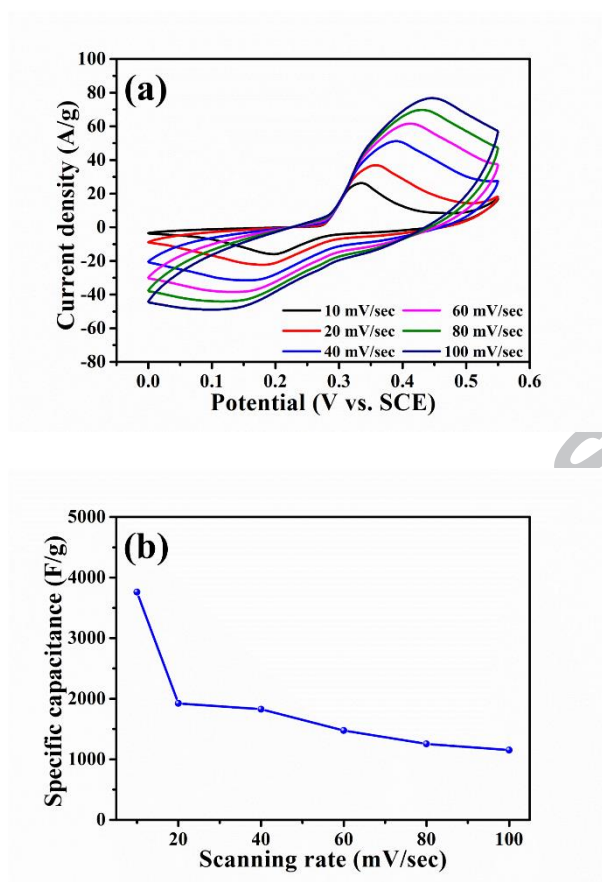 100
80
(a)
60
40
20
0
-20
-40
-60
-80
Current density (A/g)
10 mV/sec 60 mV/sec
20 mV/sec 80 mV/sec
40 mV/sec 100 mV/sec
0.0 0.1 0.2 0.3 0.4 0.5 0.6
Potential (V vs. SCE)
5000
(b)
4000
3000
2000
1000
0
Specific capacitance (F/g)
20 40 60 80 100
Scanning rate (mV/sec)